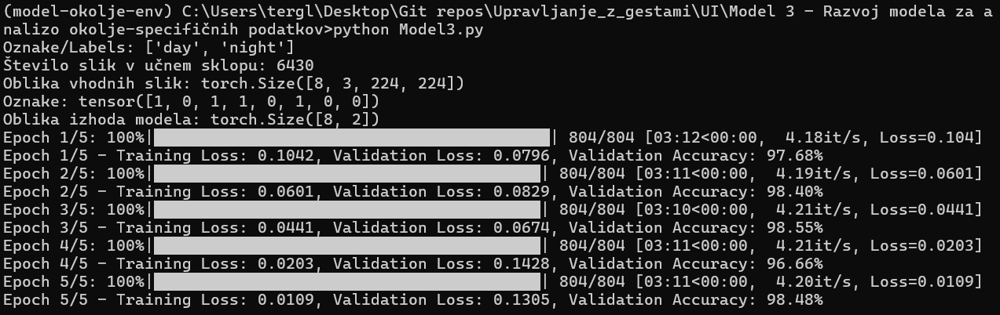 (model-okolje-env) C:\Users\tergl\Desktop\Git repos\Upravljanje_z_gestami\UI\Model 3 - Razvoj modela za a
nalizo okolje-specifičnih podatkov>python Model3.py
Oznake/Labels: ['day', 'night']
Število slik v učnem sklopu: 6430
Oblika vhodnih slik: torch.Size([8, 3, 224, 224])
Oznake: tensor([1, 0, 1, 1, 0, 1, 0, 0])
Oblika izhoda modela: torch.Size([8, 2])
Epoch 1/5: 100%|██████████| 804/804 [03:12<00:00,  4.18it/s, Loss=0.104]
Epoch 1/5 - Training Loss: 0.1042, Validation Loss: 0.0796, Validation Accuracy: 97.68%
Epoch 2/5: 100%|██████████| 804/804 [03:11<00:00,  4.19it/s, Loss=0.0601]
Epoch 2/5 - Training Loss: 0.0601, Validation Loss: 0.0829, Validation Accuracy: 98.40%
Epoch 3/5: 100%|██████████| 804/804 [03:10<00:00,  4.21it/s, Loss=0.0441]
Epoch 3/5 - Training Loss: 0.0441, Validation Loss: 0.0674, Validation Accuracy: 98.55%
Epoch 4/5: 100%|██████████| 804/804 [03:11<00:00,  4.21it/s, Loss=0.0203]
Epoch 4/5 - Training Loss: 0.0203, Validation Loss: 0.1428, Validation Accuracy: 96.66%
Epoch 5/5: 100%|██████████| 804/804 [03:11<00:00,  4.20it/s, Loss=0.0109]
Epoch 5/5 - Training Loss: 0.0109, Validation Loss: 0.1305, Validation Accuracy: 98.48%